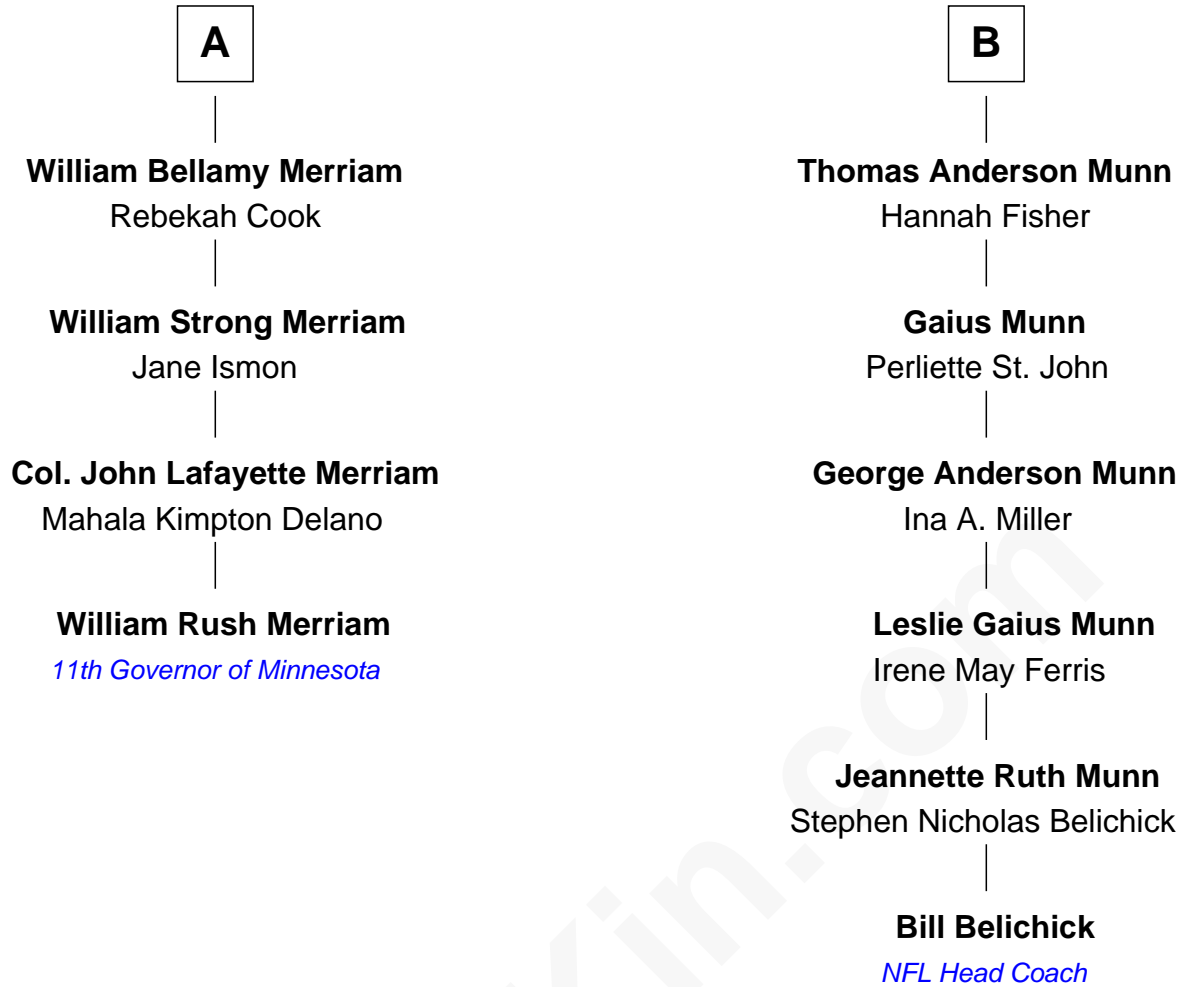 A
William Bellamy Merriam
Rebekah Cook
William Strong Merriam
Jane Ismon
Col. John Lafayette Merriam
Mahala Kimpton Delano
William Rush Merriam
11th Governor of Minnesota
B
Thomas Anderson Munn
Hannah Fisher
Gaius Munn
Perliette St. John
George Anderson Munn
Ina A. Miller
Leslie Gaius Munn
Irene May Ferris
Jeannette Ruth Munn
Stephen Nicholas Belichick
Bill Belichick
NFL Head Coach
Kin.com